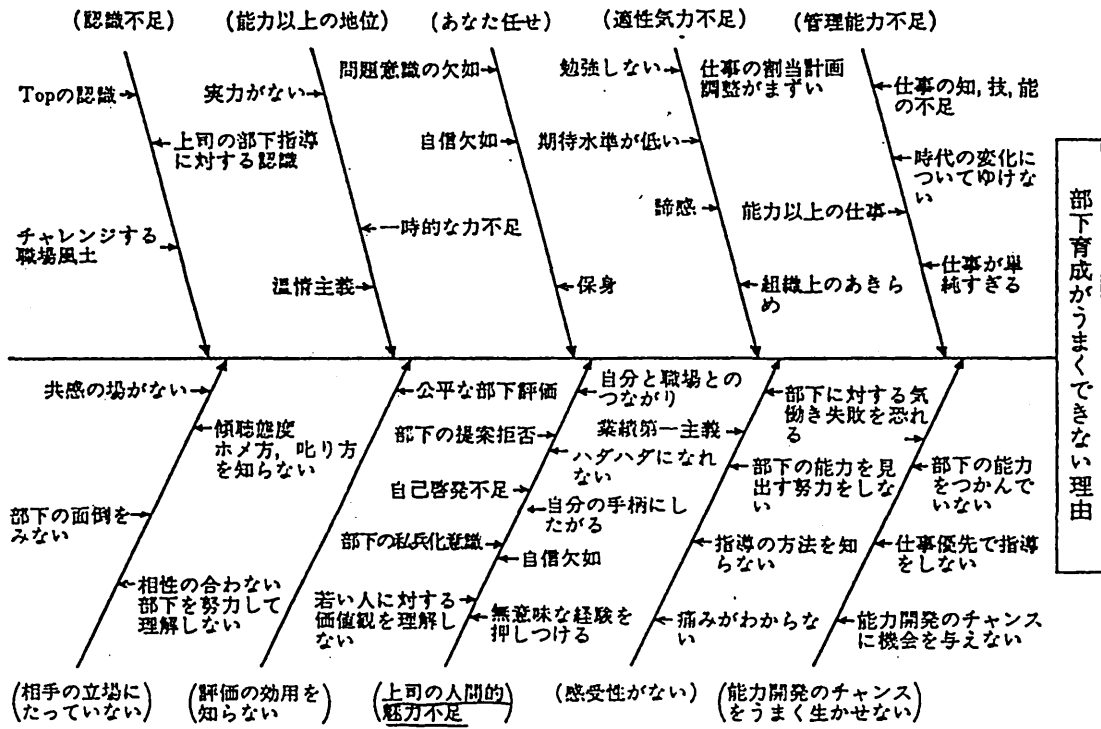 (認識不足)
(能力以上の地位)
(あなた任せ)
(適性気力不足)
(管理能力不足)
Topの認識
上司の部下指導
に対する認識
チャレンジする
職場風土
実力がない
一時的な力不足
温情主義
問題意識の欠如
自信欠如
保身
勉強しない
期待水準が低い
諦感
組織上のあきら
め
仕事の割当計画
調整がまずい
仕事の知,技,能
の不足
時代の変化に
ついてゆけない
能力以上の仕事
仕事が単
純すぎる
部下育成がうまくできない理由
共感の場がない
傾聴態度
ホメ方,叱り方
を知らない
部下の面倒を
みない
相性の合わない
部下を努力して
理解しない
公平な部下評価
自分と職場との
つながり
部下の提案拒否
ハダハダになれ
ない
自己啓発不足
自分の手柄にし
たがる
部下の私兵化意識
自信欠如
若い人に対する
価値観を理解し
ない
無意味な経験を
押しつける
部下に対する気
働き失敗を恐れ
る
業績第一主義
部下の能力を見
出す努力をしな
い
指導の方法を知
らない
痛みがわからな
い
部下の能力
をつかんで
いない
仕事優先で指導
をしない
能力開発のチャンス
に機会を与えない
(相手の立場に
たっていない)
(評価の効用を
知らない)
(上司の人間的
魅力不足)
(感受性がない)
(能力開発のチャンス
をうまく生かせない)